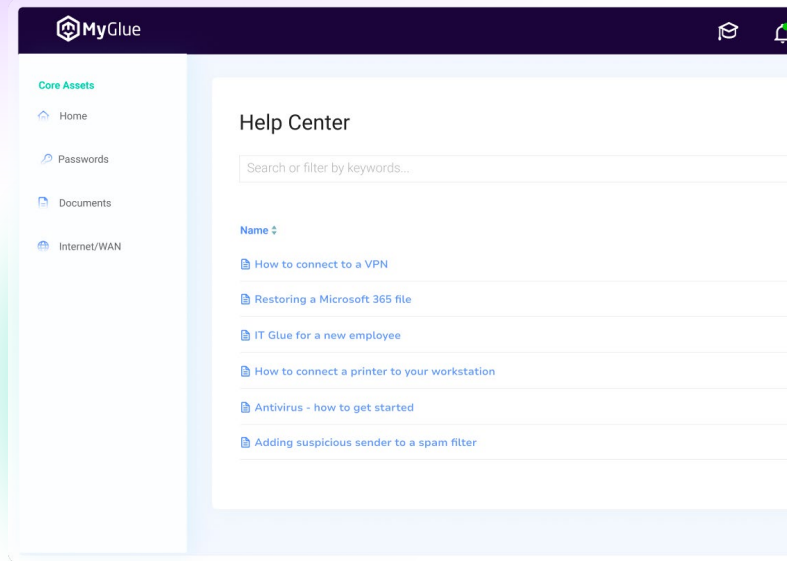 MyGlue
Core Assets
Home
Passwords
Documents
Internet/WAN
Help Center
Search or filter by keywords...
Name
How to connect to a VPN
Restoring a Microsoft 365 file
IT Glue for a new employee
How to connect a printer to your workstation
Antivirus - how to get started
Adding suspicious sender to a spam filter